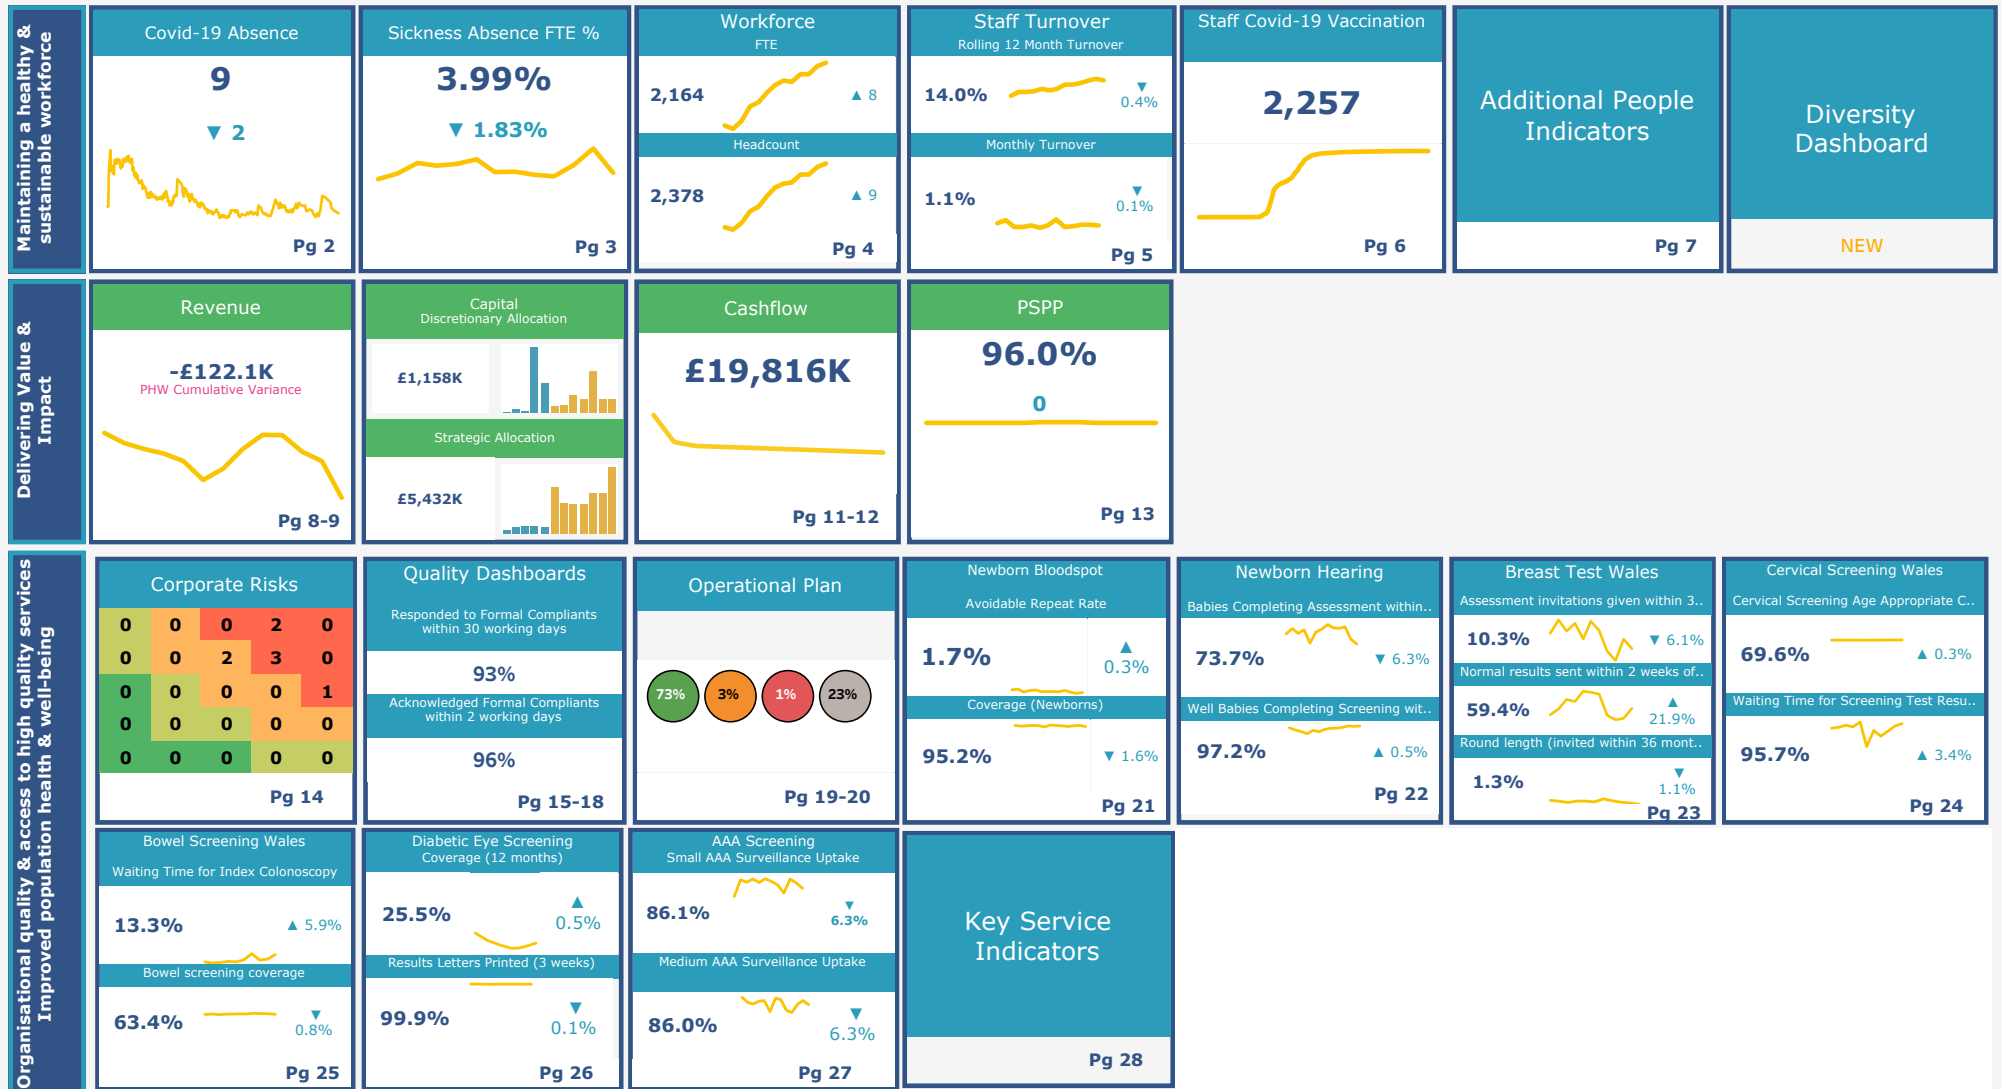 Maintaining a healthy &
sustainable workforce
Covid-19 Absence
9
▼ 2
Pg 2
Sickness Absence FTE %
3.99%
▼ 1.83%
Pg 3
Workforce
FTE
2,164
▲ 8
Headcount
2,378
▲ 9
Pg 4
Staff Turnover
Rolling 12 Month Turnover
14.0%
▼
0.4%
Monthly Turnover
1.1%
▼
0.1%
Pg 5
Staff Covid-19 Vaccination
2,257
Pg 6
Additional People
Indicators
Pg 7
Diversity
Dashboard
NEW
Delivering Value &
Impact
Revenue
-£122.1K
PHW Cumulative Variance
Pg 8-9
Capital
Discretionary Allocation
£1,158K
Strategic Allocation
£5,432K
Cashflow
£19,816K
Pg 11-12
PSPP
96.0%
0
Pg 13
Organisational quality & access to high quality services
Improved population health & well-being
Corporate Risks
0 0 0 2 0
0 0 2 3 0
0 0 0 0 1
0 0 0 0 0
0 0 0 0 0
Pg 14
Quality Dashboards
Responded to Formal Compliants
within 30 working days
93%
Acknowledged Formal Compliants
within 2 working days
96%
Pg 15-18
Operational Plan
73% 3% 1% 23%
Pg 19-20
Newborn Bloodspot
Avoidable Repeat Rate
1.7%
▲
0.3%
Coverage (Newborns)
95.2%
▼ 1.6%
Pg 21
Newborn Hearing
Babies Completing Assessment within..
73.7%
▼ 6.3%
Well Babies Completing Screening wit..
97.2%
▲ 0.5%
Pg 22
Breast Test Wales
Assessment invitations given within 3..
10.3%
▼ 6.1%
Normal results sent within 2 weeks of..
59.4%
▲
21.9%
Round length (invited within 36 mont..
1.3%
▼
1.1%
Pg 23
Cervical Screening Wales
Cervical Screening Age Appropriate C..
69.6%
▲ 0.3%
Waiting Time for Screening Test Resu..
95.7%
▲ 3.4%
Pg 24
Bowel Screening Wales
Waiting Time for Index Colonoscopy
13.3%
▲ 5.9%
Bowel screening coverage
63.4%
▼
0.8%
Pg 25
Diabetic Eye Screening
Coverage (12 months)
25.5%
▲
0.5%
Results Letters Printed (3 weeks)
99.9%
▼
0.1%
Pg 26
AAA Screening
Small AAA Surveillance Uptake
86.1%
▼
6.3%
Medium AAA Surveillance Uptake
86.0%
▼
6.3%
Pg 27
Key Service
Indicators
Pg 28